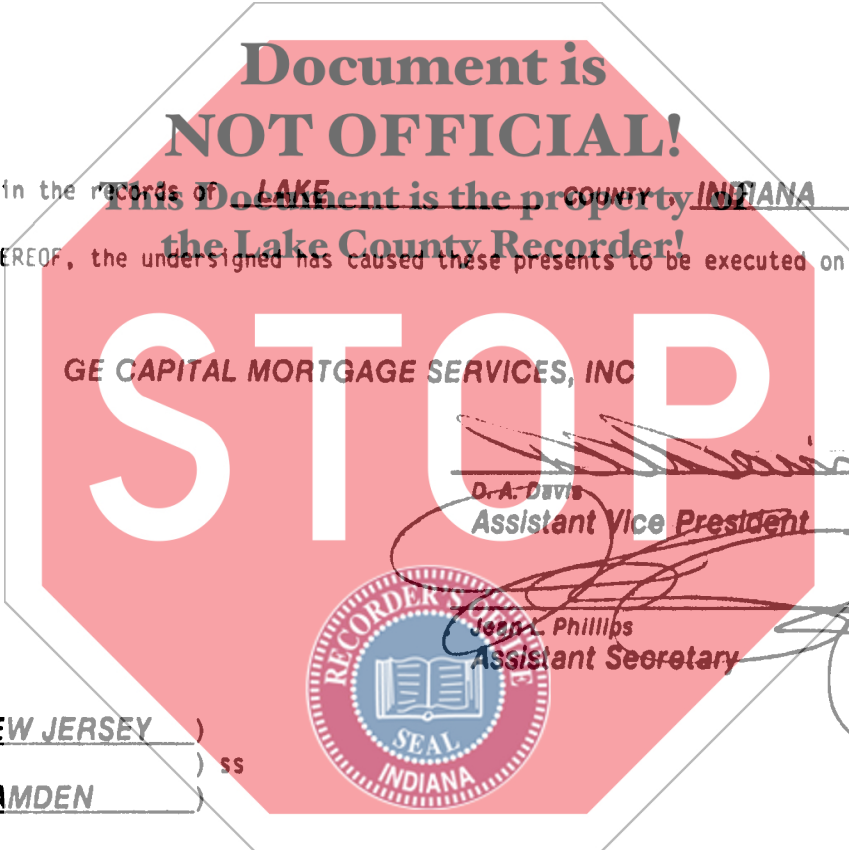 Document is
NOT OFFICIAL!
in the records of LAKE COUNTY, INDIANA
This Document is the property of
the Lake County Recorder!
EREOF, the undersigned has caused these presents to be executed on
STOP
GE CAPITAL MORTGAGE SERVICES, INC
D. A. Davis
Assistant Vice President
Jean L. Phillips
Assistant Secretary
RECORDER'S OFFICE
SEAL
INDIANA
EW JERSEY )
) ss
AMDEN )